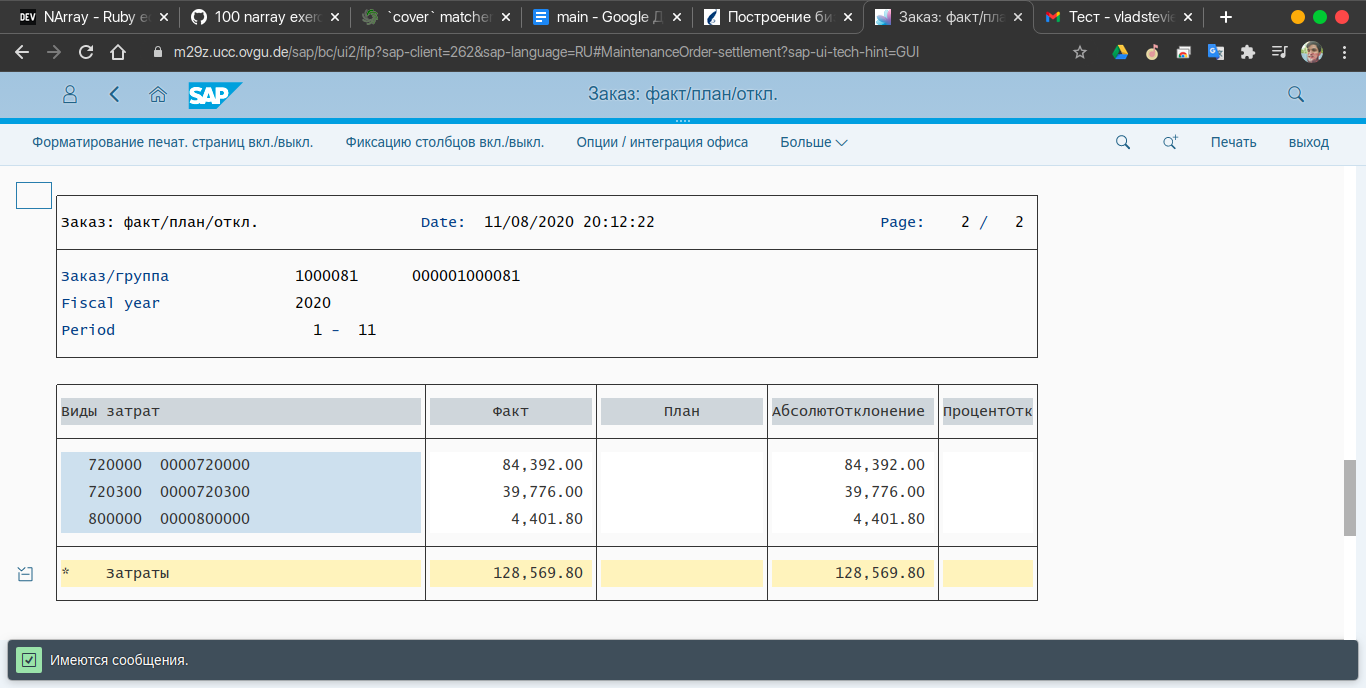 DEV NArray - Ruby e
100 narray exerc
`cover` matcher
main - Google Д
Построение би
Заказ: факт/пла
Тест - vladstevie
m29z.ucc.ovgu.de/sap/bc/ui2/flp?sap-client=262&sap-language=RU#MaintenanceOrder-settlement?sap-ui-tech-hint=GUI
SAP
Заказ: факт/план/откл.
Форматирование печат. страниц вкл./выкл. Фиксацию столбцов вкл./выкл. Опции / интеграция офиса Больше Печать выход
Заказ: факт/план/откл. Date: 11/08/2020 20:12:22 Page: 2 / 2
Заказ/группа 1000081 000001000081
Fiscal year 2020
Period 1 - 11
Виды затрат Факт План АбсолютОтклонение ПроцентОтк
720000 0000720000 84,392.00 84,392.00
720300 0000720300 39,776.00 39,776.00
800000 0000800000 4,401.80 4,401.80
* Затраты 128,569.80 128,569.80
Имеются сообщения.